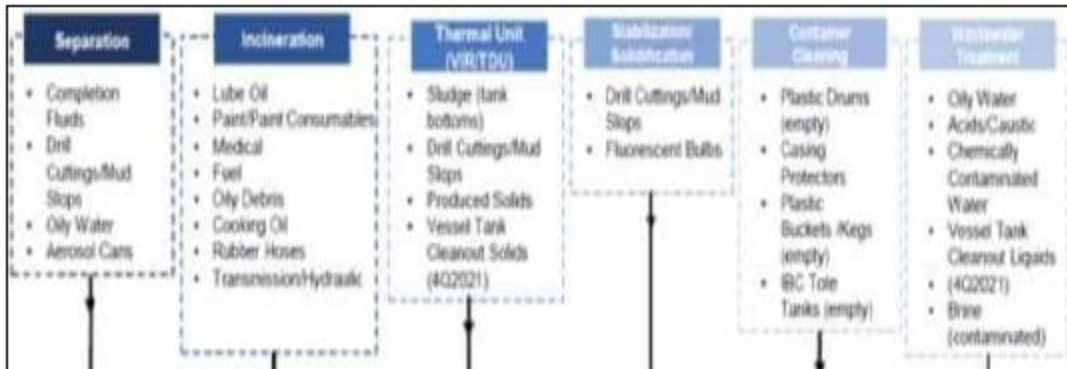 Separation
• Completion
Fluids
• Drill
Cuttings/Mud
Slops
• Oily Water
• Aerosol Cans
Incineration
• Lube Oil
• Paint/Paint Consumables
• Medical
• Fuel
• Oily Debris
• Cooking Oil
• Rubber Hoses
• Transmission/Hydraulic
Thermal Unit
(VIR/TDU)
• Sludge (tank
bottoms)
• Drill Cuttings/Mud
Slops
• Produced Solids
• Vessel Tank
Cleanout Solids
(4Q2021)
Stabilization/
Solidification
• Drill Cuttings/Mud
Slops
• Fluorescent Bulbs
Container
Cleaning
• Plastic Drums
(empty)
• Casing
Protectors
• Plastic
Buckets /Kegs
(empty)
• IBC Tote
Tanks (empty)
Wastewater
Treatment
• Oily Water
• Acids/Caustic
• Chemically
Contaminated
Water
• Vessel Tank
Cleanout Liquids
• (4Q2021)
• Brine
(contaminated)